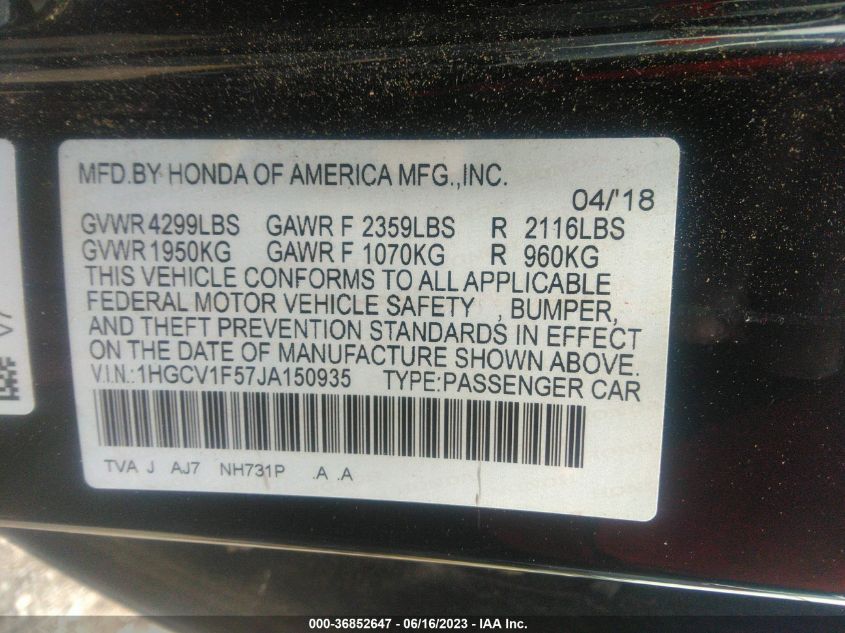 MFD.BY HONDA OF AMERICA MFG.,INC.
04/'18
GVWR 4299LBS GAWR F 2359LBS R 2116LBS
GVWR 1950KG GAWR F 1070KG R 960KG
THIS VEHICLE CONFORMS TO ALL APPLICABLE
FEDERAL MOTOR VEHICLE SAFETY , BUMPER,
AND THEFT PREVENTION STANDARDS IN EFFECT
ON THE DATE OF MANUFACTURE SHOWN ABOVE.
V.I.N.:1HGCV1F57JA150935 TYPE:PASSENGER CAR
TVA J AJ7 NH731P .A .A
000-36852647 - 06/16/2023 - IAA Inc.